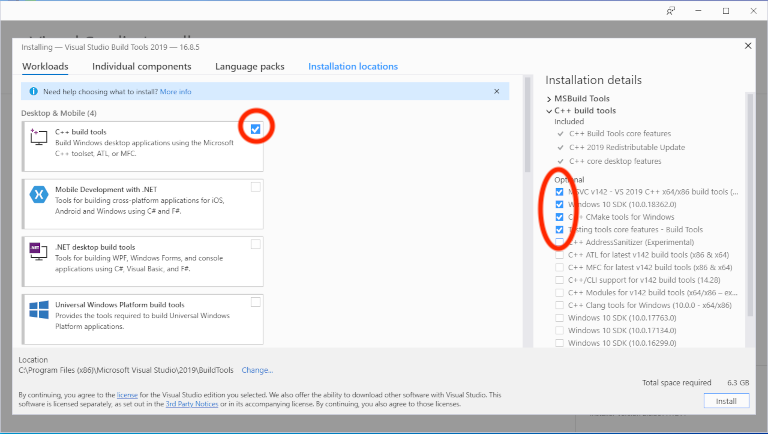 Installing — Visual Studio Build Tools 2019 — 16.8.5
Workloads Individual components Language packs Installation locations
Need help choosing what to install? More info
Desktop & Mobile (4)
C++ build tools
Build Windows desktop applications using the Microsoft
C++ toolset, ATL, or MFC.
Mobile Development with .NET
Tools for building cross-platform applications for iOS,
Android and Windows using C# and F#.
.NET desktop build tools
Tools for building WPF, Windows Forms, and console
applications using C#, Visual Basic, and F#.
Universal Windows Platform build tools
Provides the tools required to build Universal Windows
Platform applications.
Installation details
MSBuild Tools
C++ build tools
Included
C++ Build Tools core features
C++ 2019 Redistributable Update
C++ core desktop features
Optional
MSVC v142 - VS 2019 C++ x64/x86 build tools (...
Windows 10 SDK (10.0.18362.0)
C++ CMake tools for Windows
Testing tools core features - Build Tools
C++ AddressSanitizer (Experimental)
C++ ATL for latest v142 build tools (x86 & x64)
C++ MFC for latest v142 build tools (x86 & x64)
C++/CLI support for v142 build tools (14.28)
C++ Modules for v142 build tools (x64/x86 – ex...
C++ Clang tools for Windows (10.0.0 - x64/x86)
Windows 10 SDK (10.0.17763.0)
Windows 10 SDK (10.0.17134.0)
Windows 10 SDK (10.0.16299.0)
Location
C:\Program Files (x86)\Microsoft Visual Studio\2019\BuildTools Change...
Total space required 6.3 GB
By continuing, you agree to the license for the Visual Studio edition you selected. We also offer the ability to download other software with Visual Studio. This
software is licensed separately, as set out in the 3rd Party Notices or in its accompanying license. By continuing, you also agree to those licenses.
Install